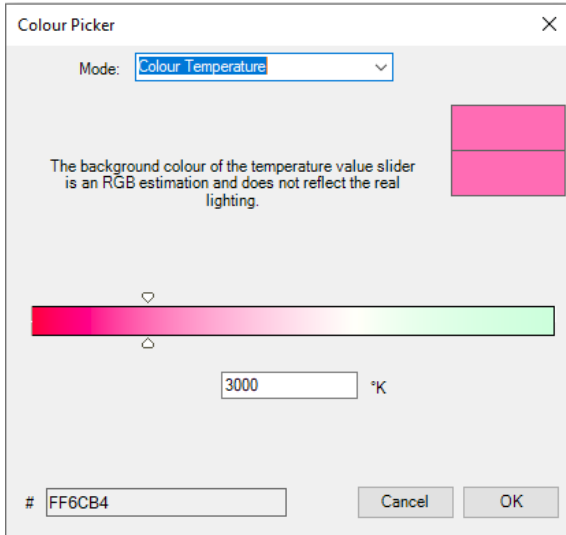 Colour Picker
Mode: Colour Temperature
The background colour of the temperature value slider
is an RGB estimation and does not reflect the real
lighting.
3000 °K
# FF6CB4 Cancel OK